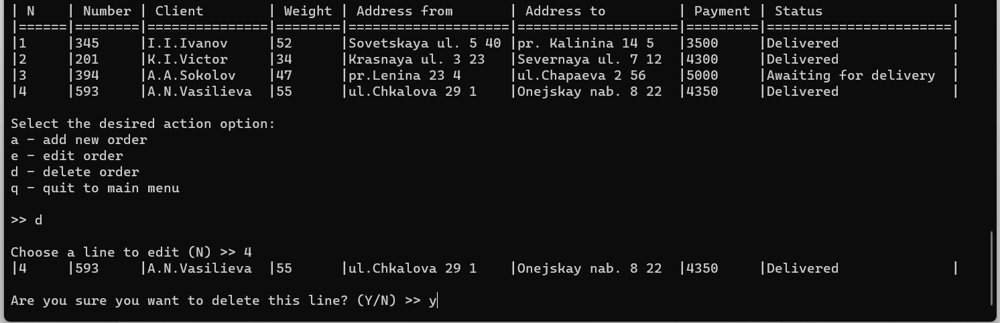 | N    | Number | Client        | Weight | Address from       | Address to         | Payment | Status                |
|======|========|===============|========|====================|====================|=========|=======================|
|1     |345     |I.I.Ivanov     |52      |Sovetskaya ul. 5 40 |pr. Kalinina 14 5   |3500     |Delivered              |
|2     |201     |K.I.Victor     |34      |Krasnaya ul. 3 23   |Severnaya ul. 7 12  |4300     |Delivered              |
|3     |394     |A.A.Sokolov    |47      |pr.Lenina 23 4      |ul.Chapaeva 2 56    |5000     |Awaiting for delivery  |
|4     |593     |A.N.Vasilieva  |55      |ul.Chkalova 29 1    |Onejskay nab. 8 22  |4350     |Delivered              |
Select the desired action option:
a - add new order
e - edit order
d - delete order
q - quit to main menu
>> d
Choose a line to edit (N) >> 4
|4     |593     |A.N.Vasilieva  |55      |ul.Chkalova 29 1    |Onejskay nab. 8 22  |4350     |Delivered              |
Are you sure you want to delete this line? (Y/N) >> y